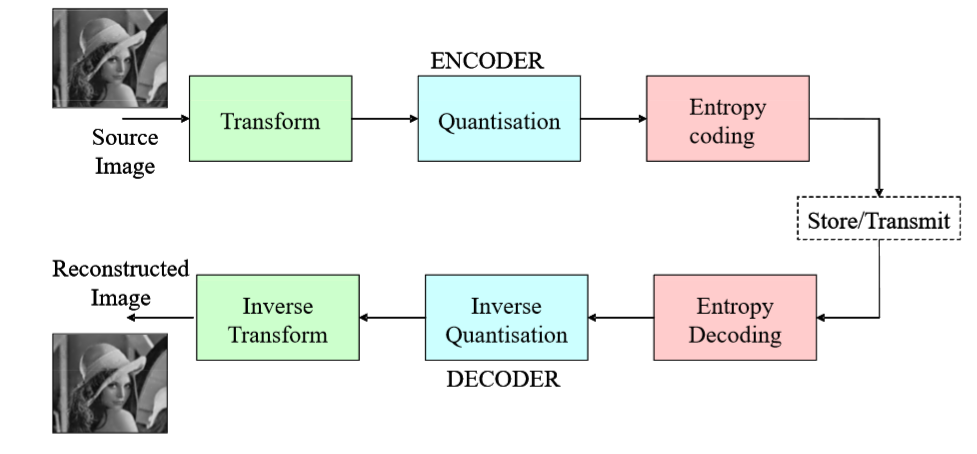 ENCODER
Source
Image
Transform
Quantisation
Entropy
coding
Store/Transmit
Reconstructed
Image
Inverse
Transform
Inverse
Quantisation
Entropy
Decoding
DECODER